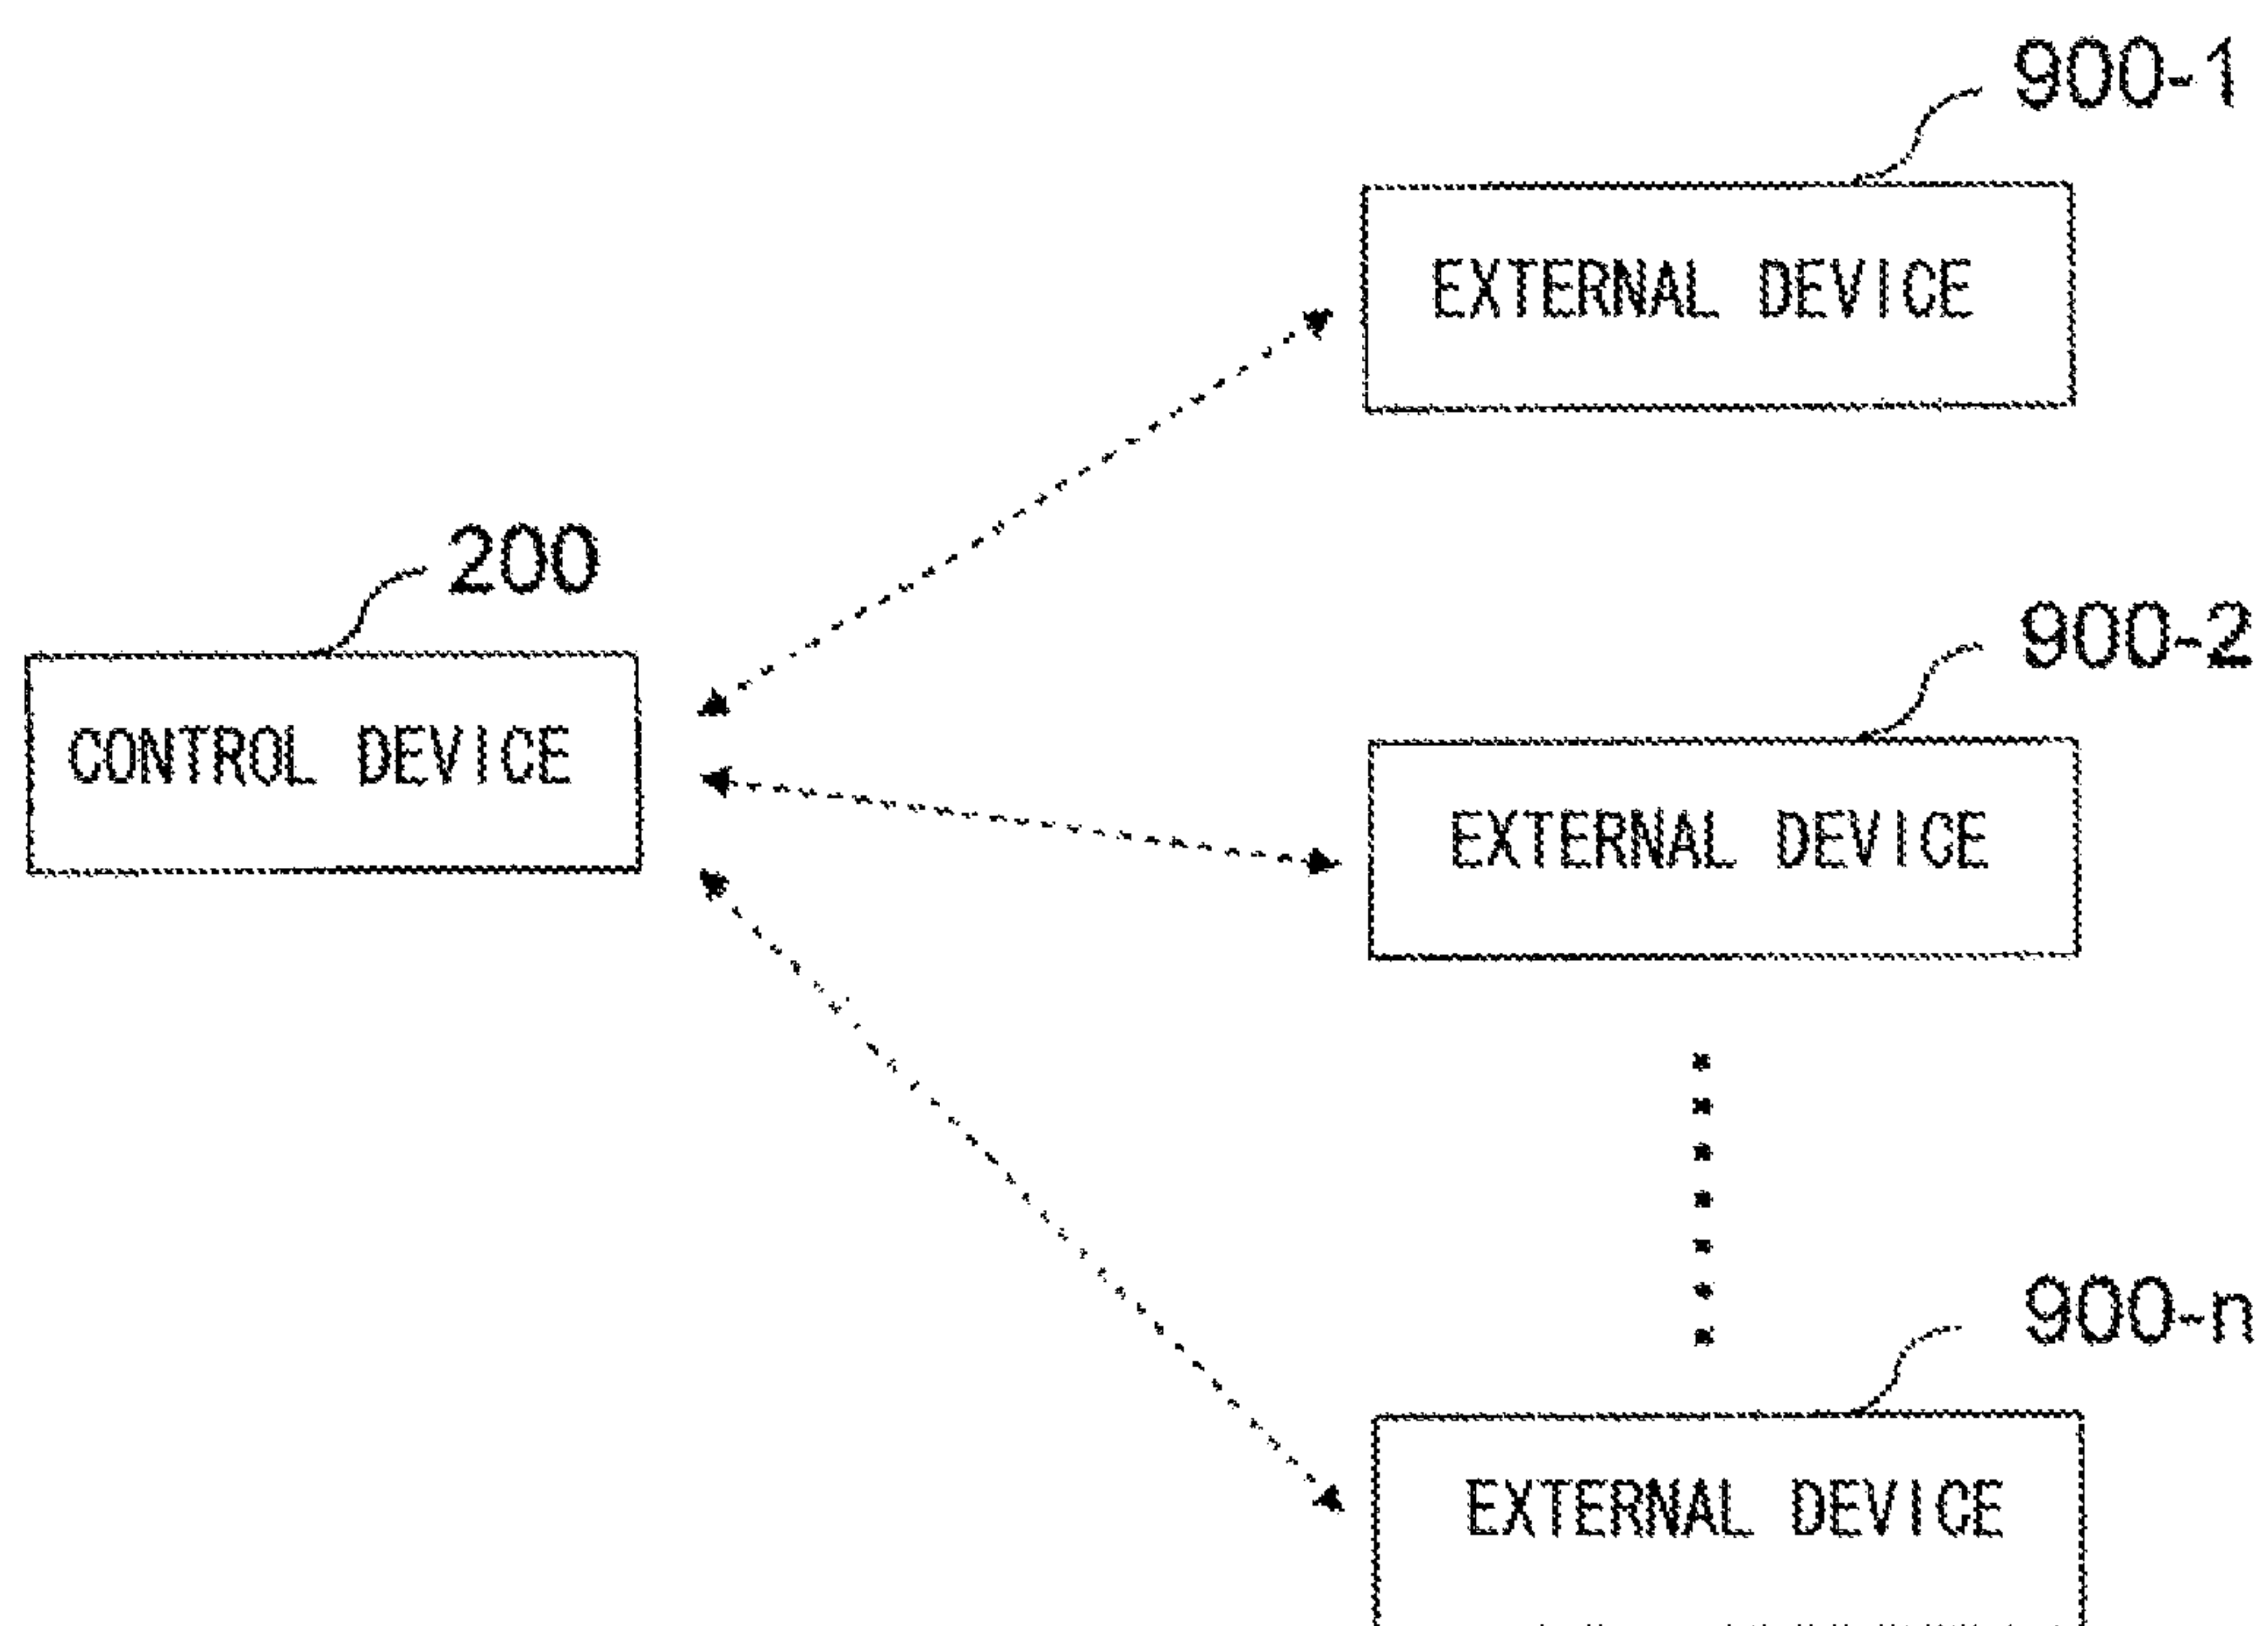 900-1
EXTERNAL DEVICE
200
CONTROL DEVICE
900-2
EXTERNAL DEVICE
900-n
EXTERNAL DEVICE